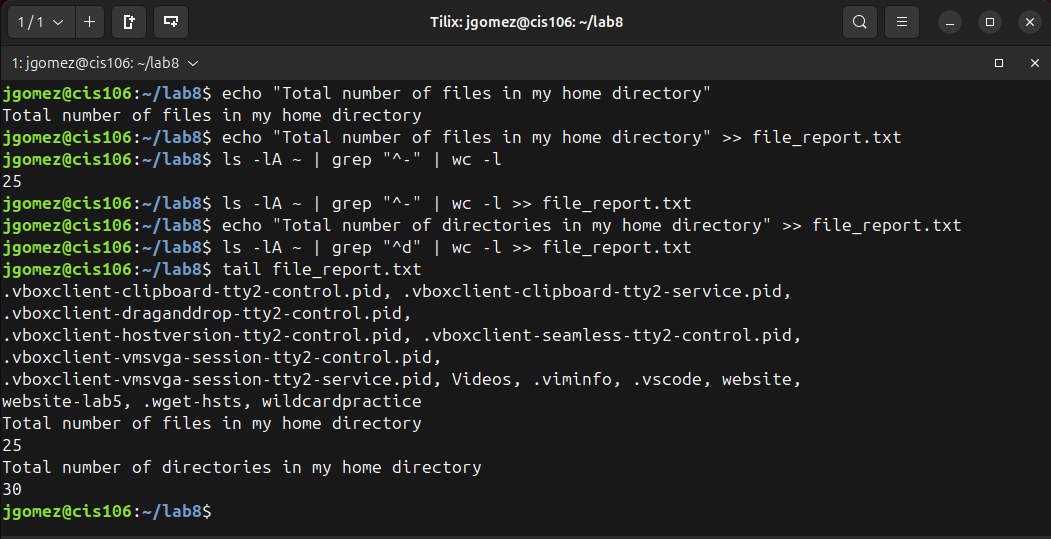 1 / 1
Tilix: jgomez@cis106: ~/lab8
1: jgomez@cis106: ~/lab8
jgomez@cis106:~/lab8$ echo "Total number of files in my home directory"
Total number of files in my home directory
jgomez@cis106:~/lab8$ echo "Total number of files in my home directory" >> file_report.txt
jgomez@cis106:~/lab8$ ls -lA ~ | grep "^-" | wc -l
25
jgomez@cis106:~/lab8$ ls -lA ~ | grep "^-" | wc -l >> file_report.txt
jgomez@cis106:~/lab8$ echo "Total number of directories in my home directory" >> file_report.txt
jgomez@cis106:~/lab8$ ls -lA ~ | grep "^d" | wc -l >> file_report.txt
jgomez@cis106:~/lab8$ tail file_report.txt
.vboxclient-clipboard-tty2-control.pid, .vboxclient-clipboard-tty2-service.pid,
.vboxclient-draganddrop-tty2-control.pid,
.vboxclient-hostversion-tty2-control.pid, .vboxclient-seamless-tty2-control.pid,
.vboxclient-vmsvga-session-tty2-control.pid,
.vboxclient-vmsvga-session-tty2-service.pid, Videos, .viminfo, .vscode, website,
website-lab5, .wget-hsts, wildcardpractice
Total number of files in my home directory
25
Total number of directories in my home directory
30
jgomez@cis106:~/lab8$